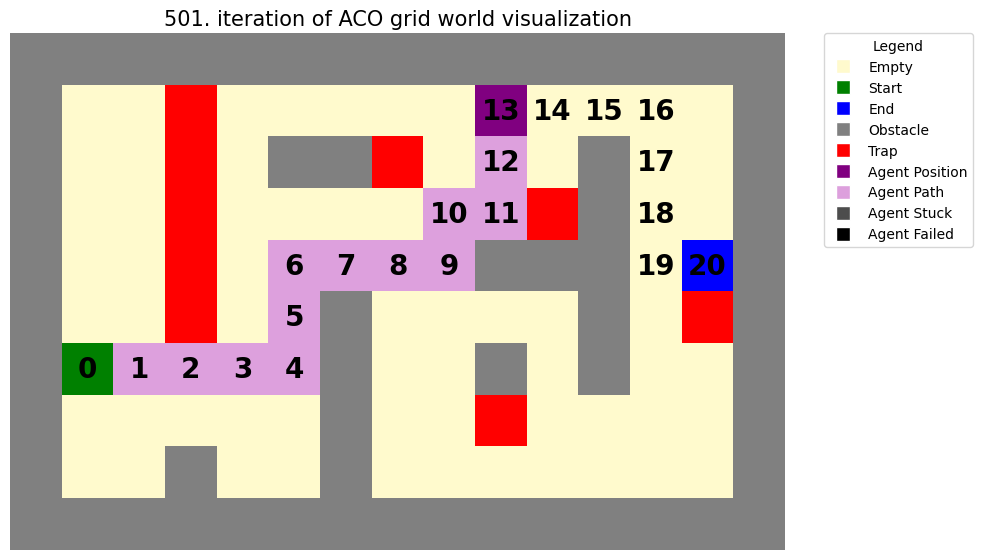 501. iteration of ACO grid world visualization
Legend
Empty
Start
End
Obstacle
Trap
Agent Position
Agent Path
Agent Stuck
Agent Failed
13 14 15 16
12 17
10 11 18
6 7 8 9 19 20
5
0 1 2 3 4